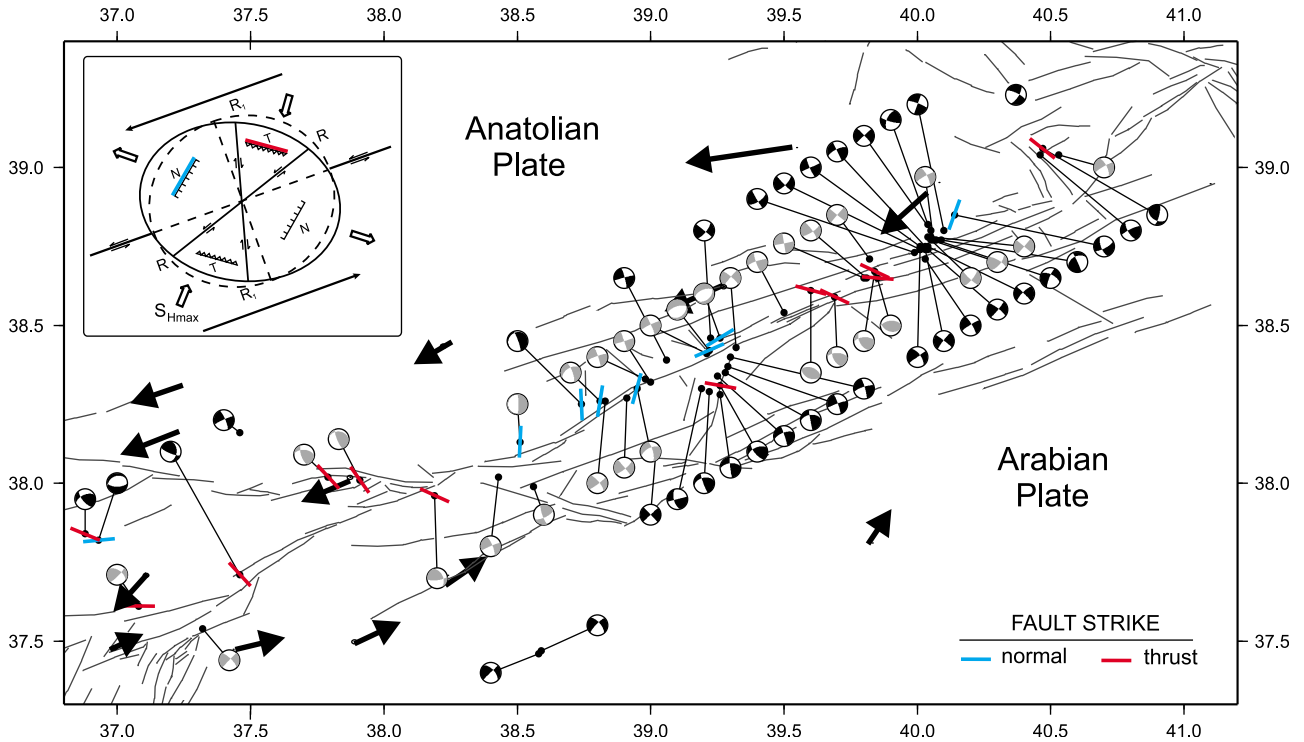 37.0 37.5 38.0 38.5 39.0 39.5 40.0 40.5 41.0
R₁
R
T
N
N
T
R
R₁
S_Hmax
Anatolian
Plate
39.0 39.0
38.5 38.5
Arabian
Plate
38.0 38.0
37.5 37.5
FAULT STRIKE
normal thrust
37.0 37.5 38.0 38.5 39.0 39.5 40.0 40.5 41.0